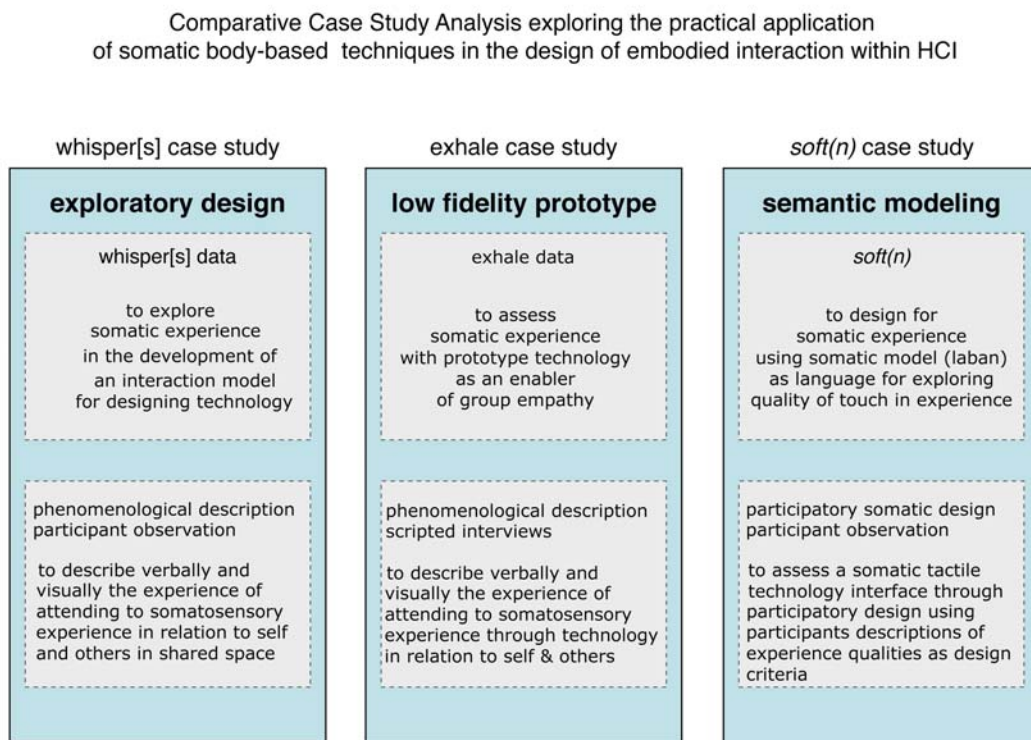 Comparative Case Study Analysis exploring the practical application
of somatic body-based techniques in the design of embodied interaction within HCI
whisper[s] case study
exploratory design
whisper[s] data
to explore
somatic experience
in the development of
an interaction model
for designing technology
phenomenological description
participant observation
to describe verbally and
visually the experience of
attending to somatosensory
experience in relation to self
and others in shared space
exhale case study
low fidelity prototype
exhale data
to assess
somatic experience
with prototype technology
as an enabler
of group empathy
phenomenological description
scripted interviews
to describe verbally and
visually the experience of
attending to somatosensory
experience through technology
in relation to self & others
soft(n) case study
semantic modeling
soft(n)
to design for
somatic experience
using somatic model (laban)
as language for exploring
quality of touch in experience
participatory somatic design
participant observation
to assess a somatic tactile
technology interface through
participatory design using
participants descriptions of
experience qualities as design
criteria